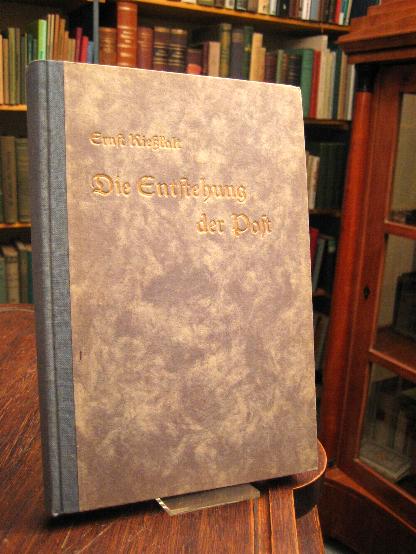 Ernst Kießkalt
Die Entstehung
der Post